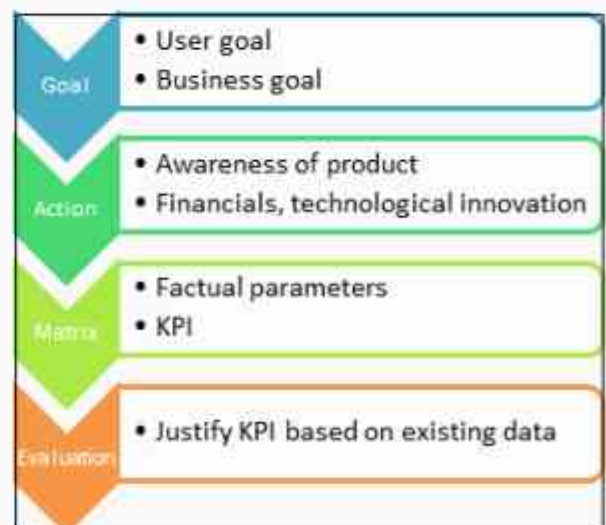 Goal
• User goal
• Business goal
Action
• Awareness of product
• Financials, technological innovation
Matrix
• Factual parameters
• KPI
Evaluation
• Justify KPI based on existing data